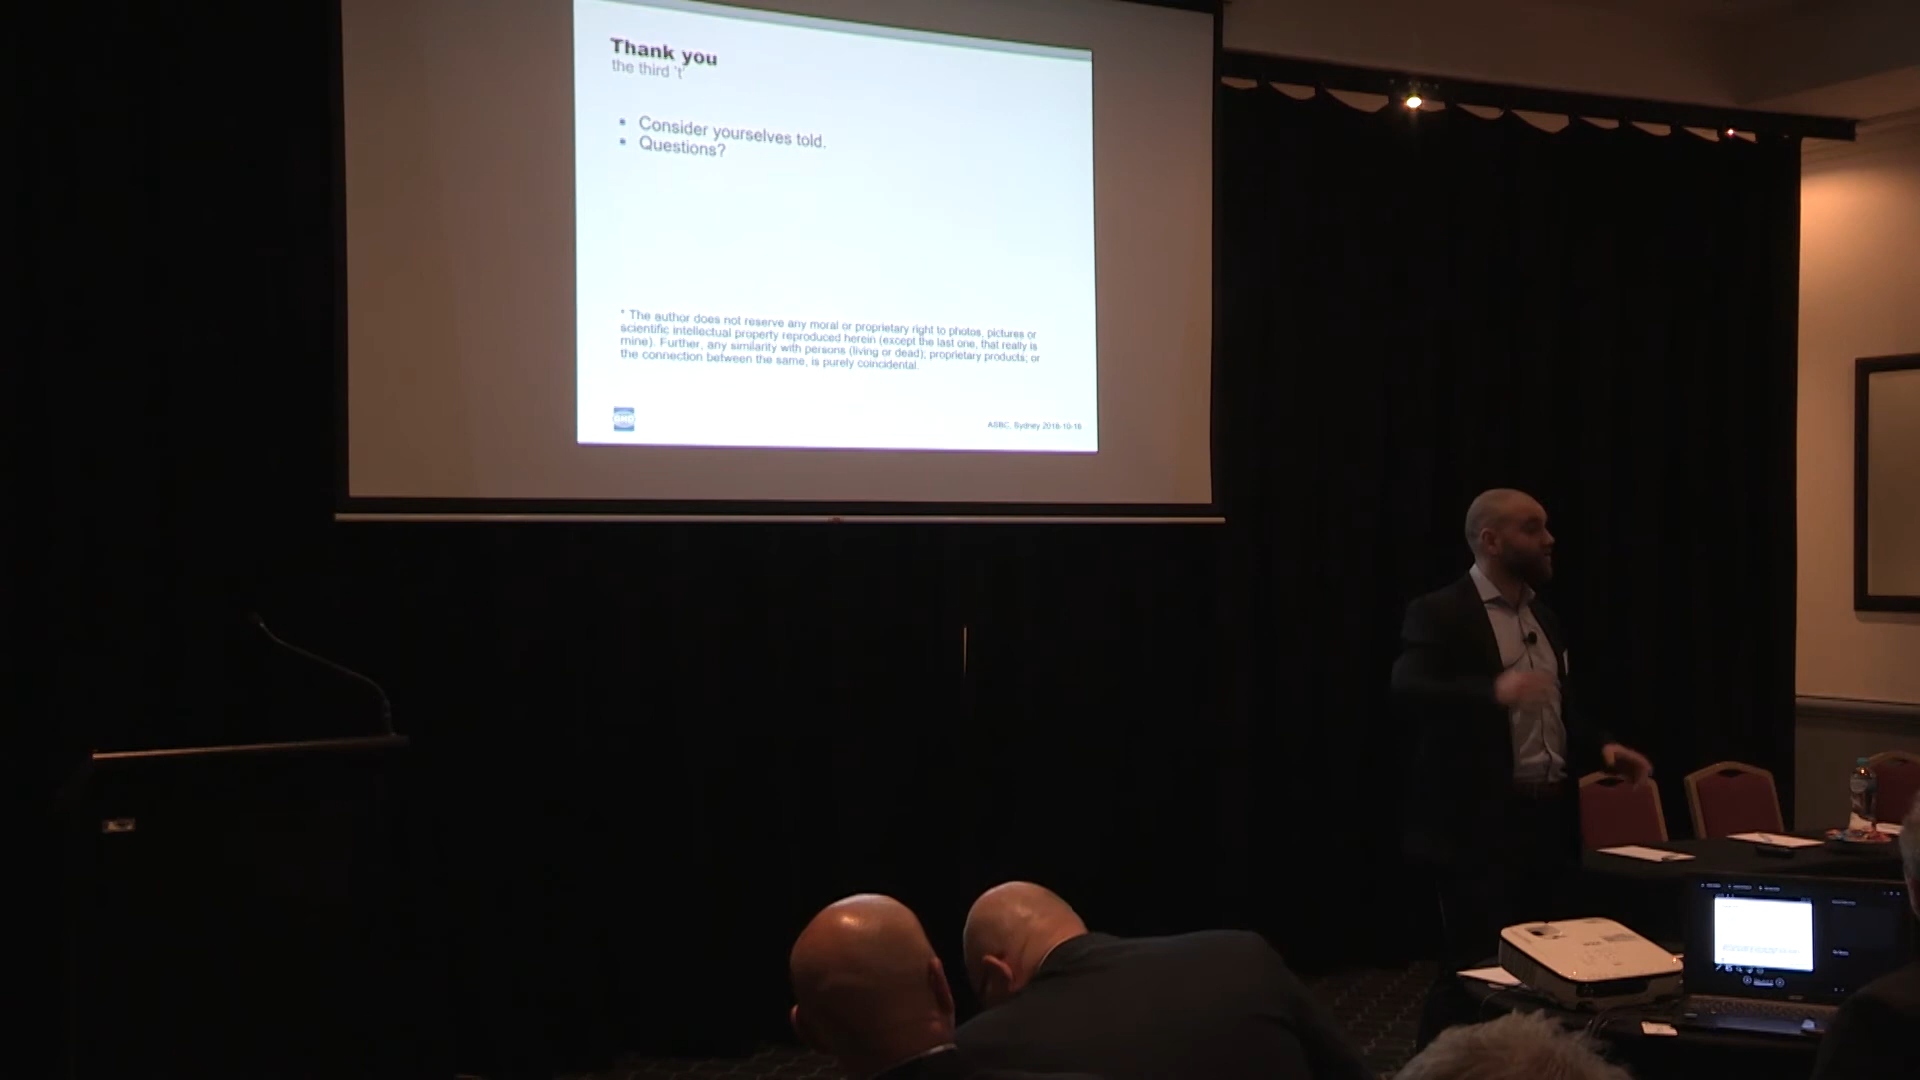 Thank you
the third 't'
• Consider yourselves told.
• Questions?
* The author does not reserve any moral or proprietary right to photos, pictures or
scientific intellectual property reproduced herein (except the last one, that really is
mine). Further, any similarity with persons (living or dead); proprietary products; or
the connection between the same, is purely coincidental.
ASBC, Sydney 2018-10-16